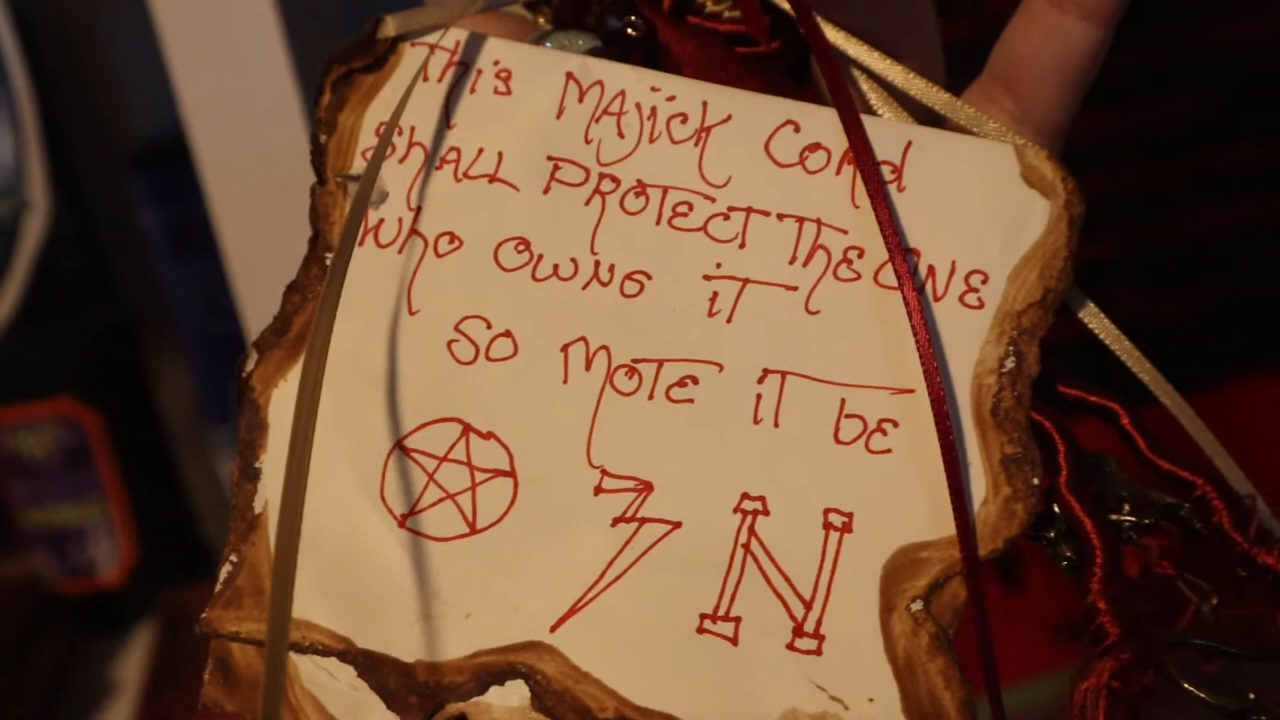 This MAjick Cord
ShALL PROTECT ThE ONE
Who OWNS iT
SO MOTE iT bE
N